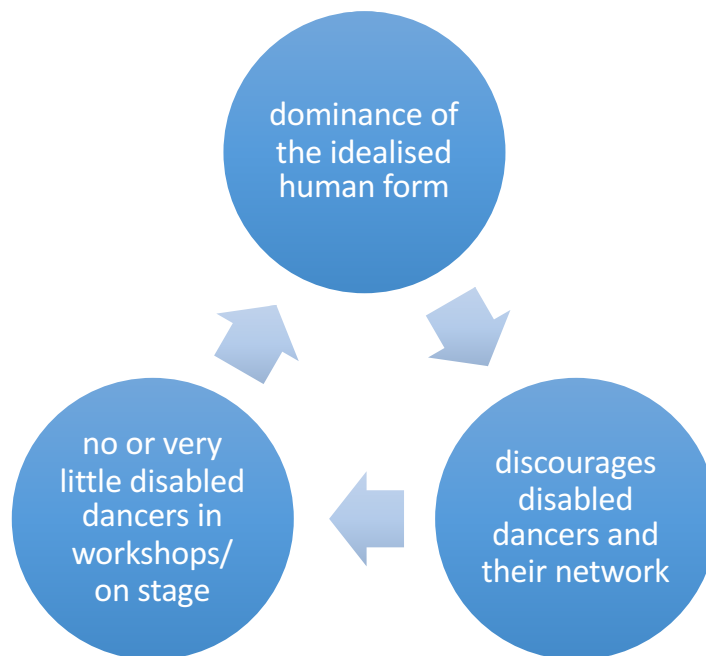 dominance of
the idealised
human form
discourages
disabled
dancers and
their network
no or very
little disabled
dancers in
workshops/
on stage